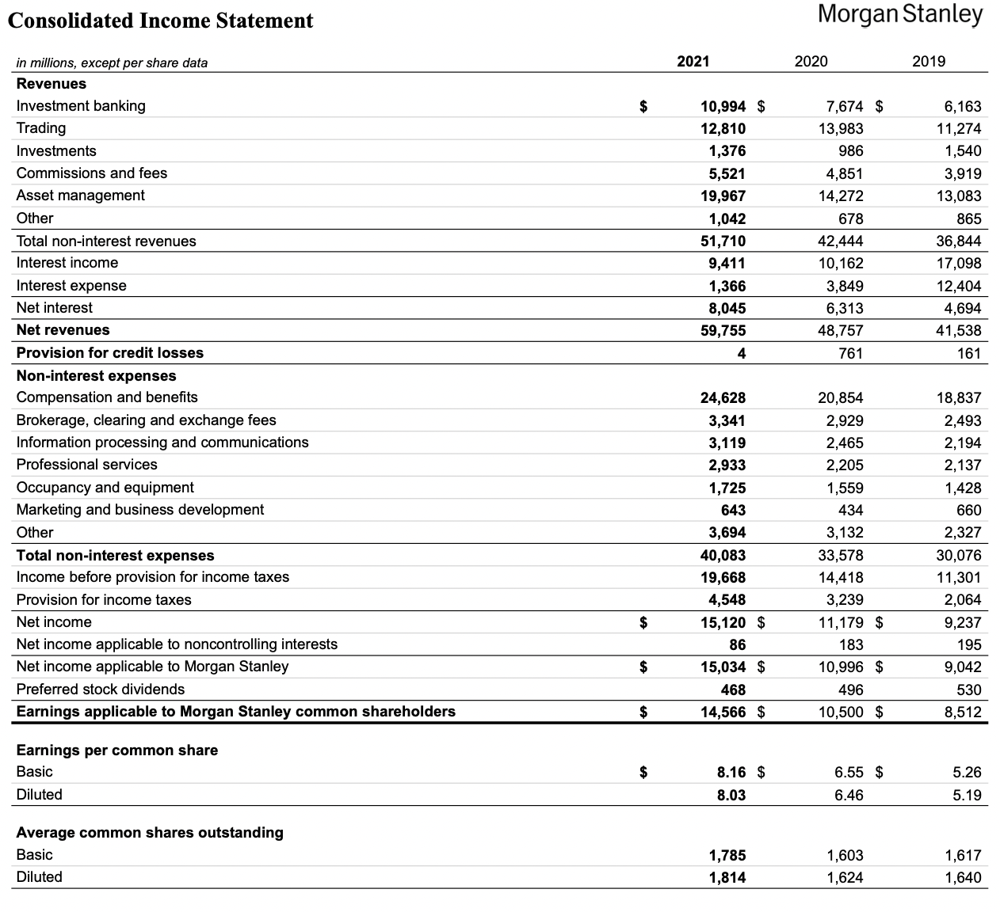 Consolidated Income Statement
Morgan Stanley
in millions, except per share data 2021 2020 2019
Revenues
Investment banking $ 10,994 $ 7,674 $ 6,163
Trading 12,810 13,983 11,274
Investments 1,376 986 1,540
Commissions and fees 5,521 4,851 3,919
Asset management 19,967 14,272 13,083
Other 1,042 678 865
Total non-interest revenues 51,710 42,444 36,844
Interest income 9,411 10,162 17,098
Interest expense 1,366 3,849 12,404
Net interest 8,045 6,313 4,694
Net revenues 59,755 48,757 41,538
Provision for credit losses 4 761 161
Non-interest expenses
Compensation and benefits 24,628 20,854 18,837
Brokerage, clearing and exchange fees 3,341 2,929 2,493
Information processing and communications 3,119 2,465 2,194
Professional services 2,933 2,205 2,137
Occupancy and equipment 1,725 1,559 1,428
Marketing and business development 643 434 660
Other 3,694 3,132 2,327
Total non-interest expenses 40,083 33,578 30,076
Income before provision for income taxes 19,668 14,418 11,301
Provision for income taxes 4,548 3,239 2,064
Net income $ 15,120 $ 11,179 $ 9,237
Net income applicable to noncontrolling interests 86 183 195
Net income applicable to Morgan Stanley $ 15,034 $ 10,996 $ 9,042
Preferred stock dividends 468 496 530
Earnings applicable to Morgan Stanley common shareholders $ 14,566 $ 10,500 $ 8,512
Earnings per common share
Basic $ 8.16 $ 6.55 $ 5.26
Diluted 8.03 6.46 5.19
Average common shares outstanding
Basic 1,785 1,603 1,617
Diluted 1,814 1,624 1,640